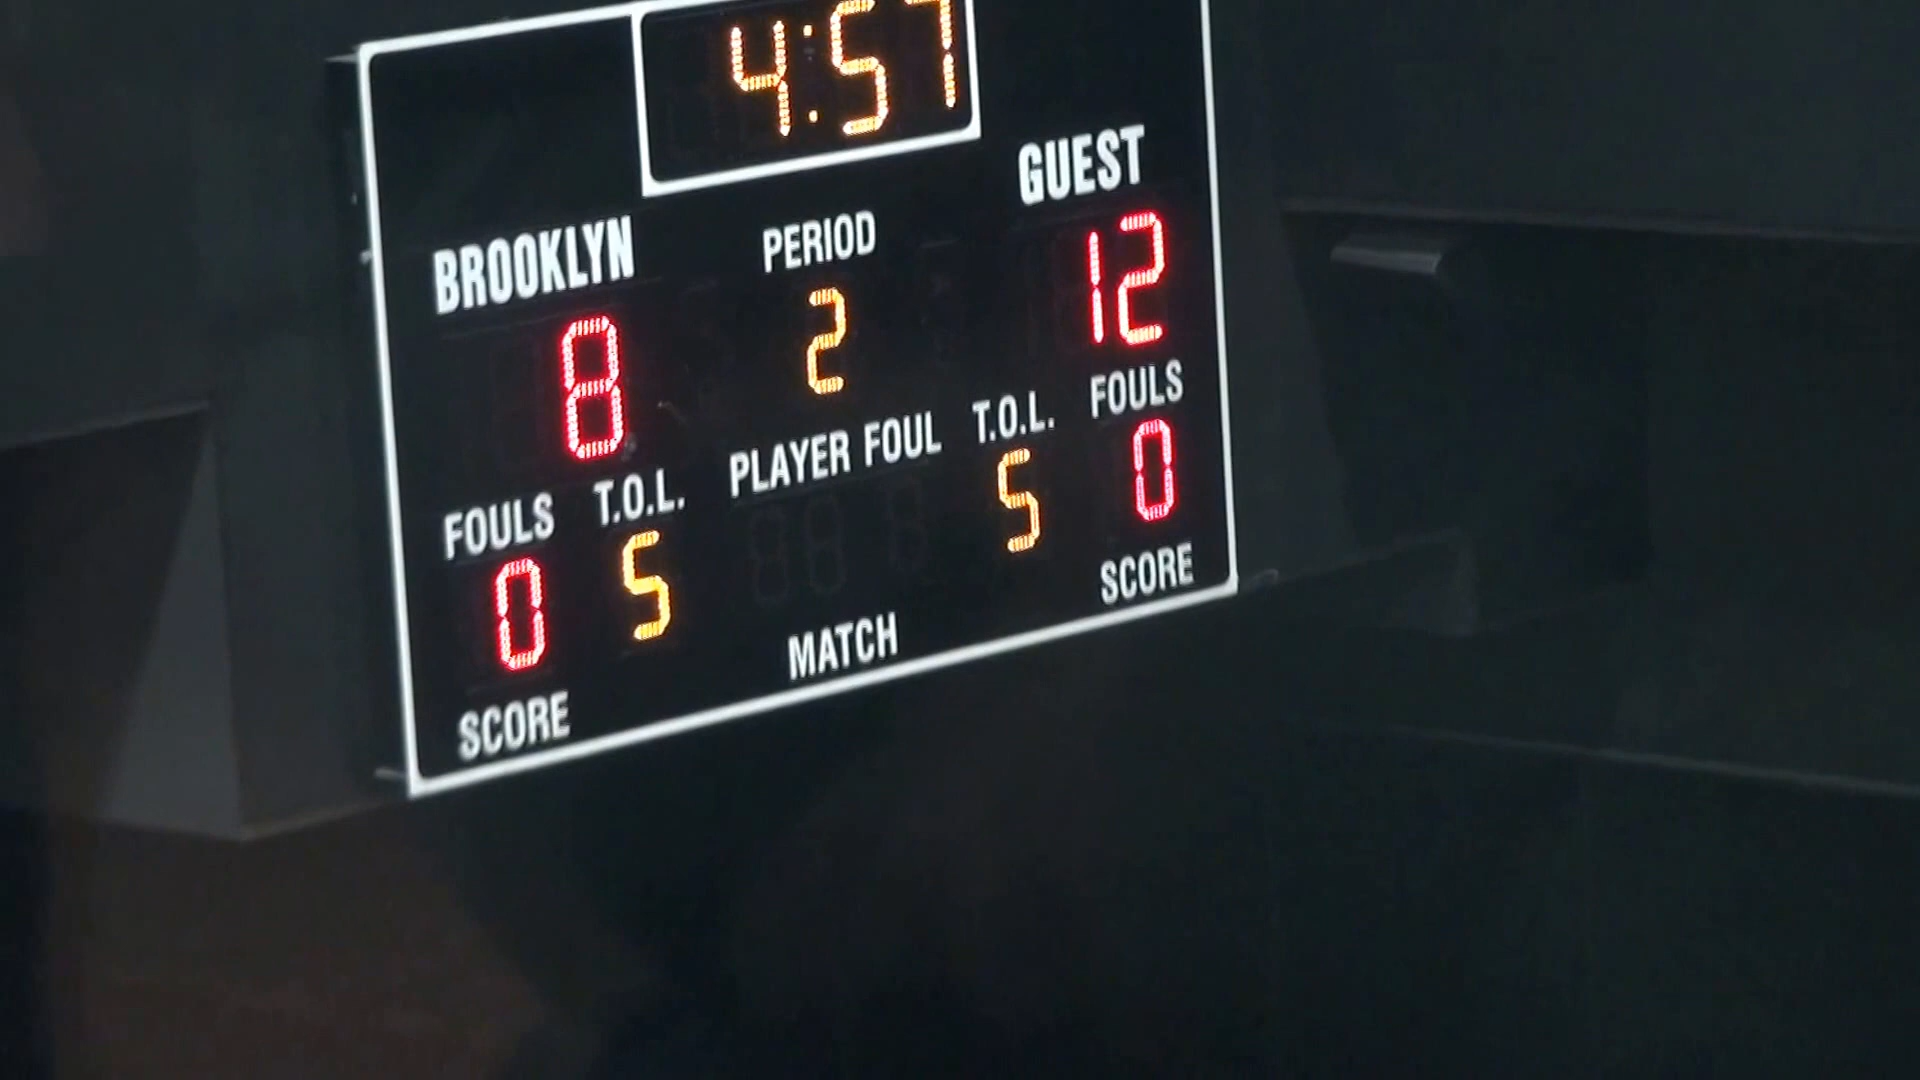 4:57
BROOKLYN PERIOD GUEST
8 2 12
FOULS T.O.L. PLAYER FOUL T.O.L. FOULS
0 5 5 0
SCORE MATCH SCORE